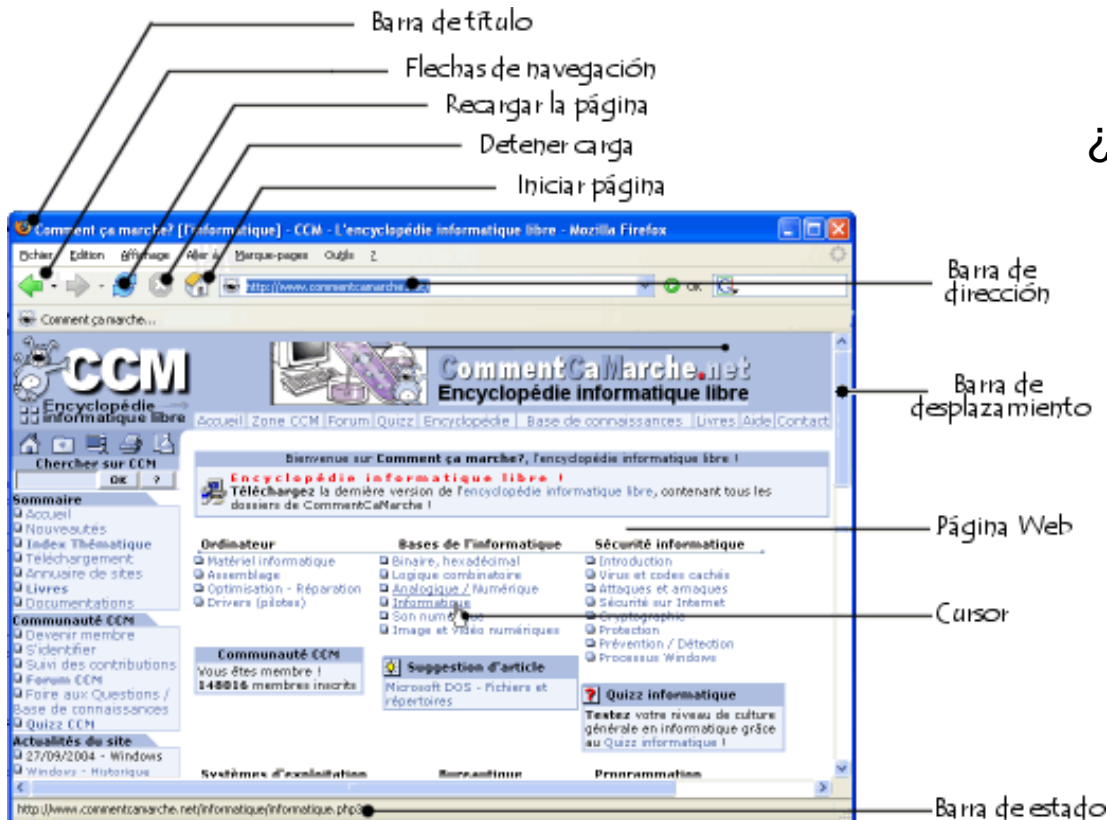 Barra de título
Flechas de navegación
Recargar la página
¿
Detener carga
Iniciar página
Comment ça marche? [l'informatique] - CCM - L'encyclopédie informatique libre - Mozilla Firefox
Fichier Edition Affichage Aller à Marque-pages Outils ?
http://www.commentcamarche
OK
Barra de
dirección
Comment ça marche...
CCM
Encyclopédie
informatique libre
CommentCaMarche.net
Encyclopédie informatique libre
Barra de
desplazamiento
Accueil Zone CCM Forum Quizz Encyclopédie Base de connaissances Livres Aide Contact
Chercher sur CCM
OK ?
Bienvenue sur Comment ça marche?, l'encyclopédie informatique libre !
Encyclopédie informatique libre !
Téléchargez la dernière version de l'encyclopédie informatique libre, contenant tous les
dossiers de CommentCaMarche !
Página Web
Sommaire
Accueil
Nouveautés
Index Thématique
Téléchargement
Annuaire de sites
Livres
Documentations
Communauté CCM
Devenir membre
S'identifier
Suivi des contributions
Forum CCM
Foire aux Questions /
Base de connaissances
Quizz CCM
Actualités du site
27/09/2004 - Windows
Windows - Historique
Ordinateur
Matériel informatique
Assemblage
Optimisation - Réparation
Drivers (pilotes)
Communauté CCM
Vous êtes membre !
148016 membres inscrits
Bases de l'informatique
Binaire, hexadécimal
Logique combinatoire
Analogique / Numérique
Informatique
Son numérique
Image et vidéo numériques
Suggestion d'article
Microsoft DOS - Fichiers et
répertoires
Sécurité informatique
Introduction
Virus et codes cachés
Attaques et arnaques
Sécurité sur Internet
Cryptographie
Protection
Prévention / Détection
Processus Windows
Quizz informatique
Testez votre niveau de culture
générale en informatique grâce
au Quizz informatique !
Cursor
Systèmes d'exploitation Bureautique Programmation
http://www.commentcamarche.net/informatique/informatique.php3
Barra de estado